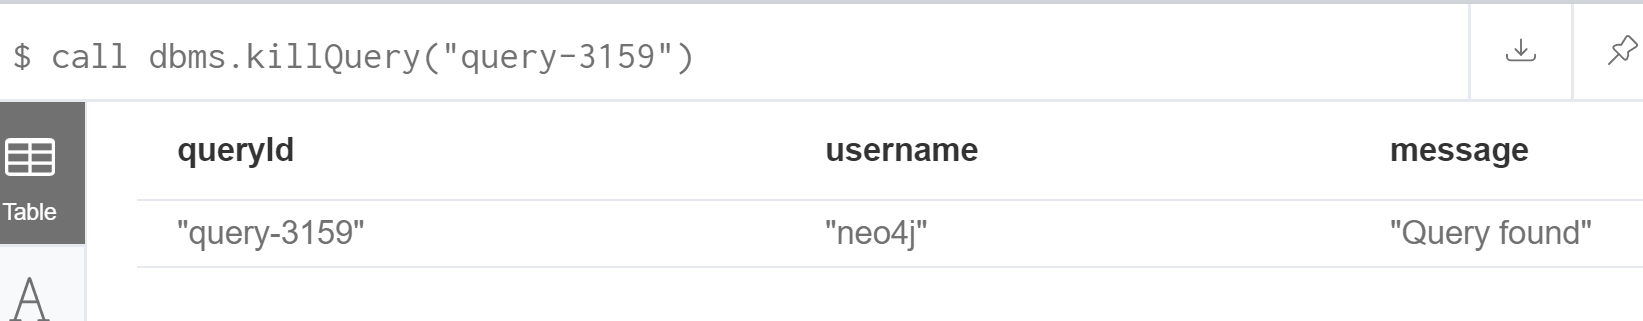 $ call dbms.killQuery("query-3159")
queryId username message
Table
"query-3159" "neo4j" "Query found"
A